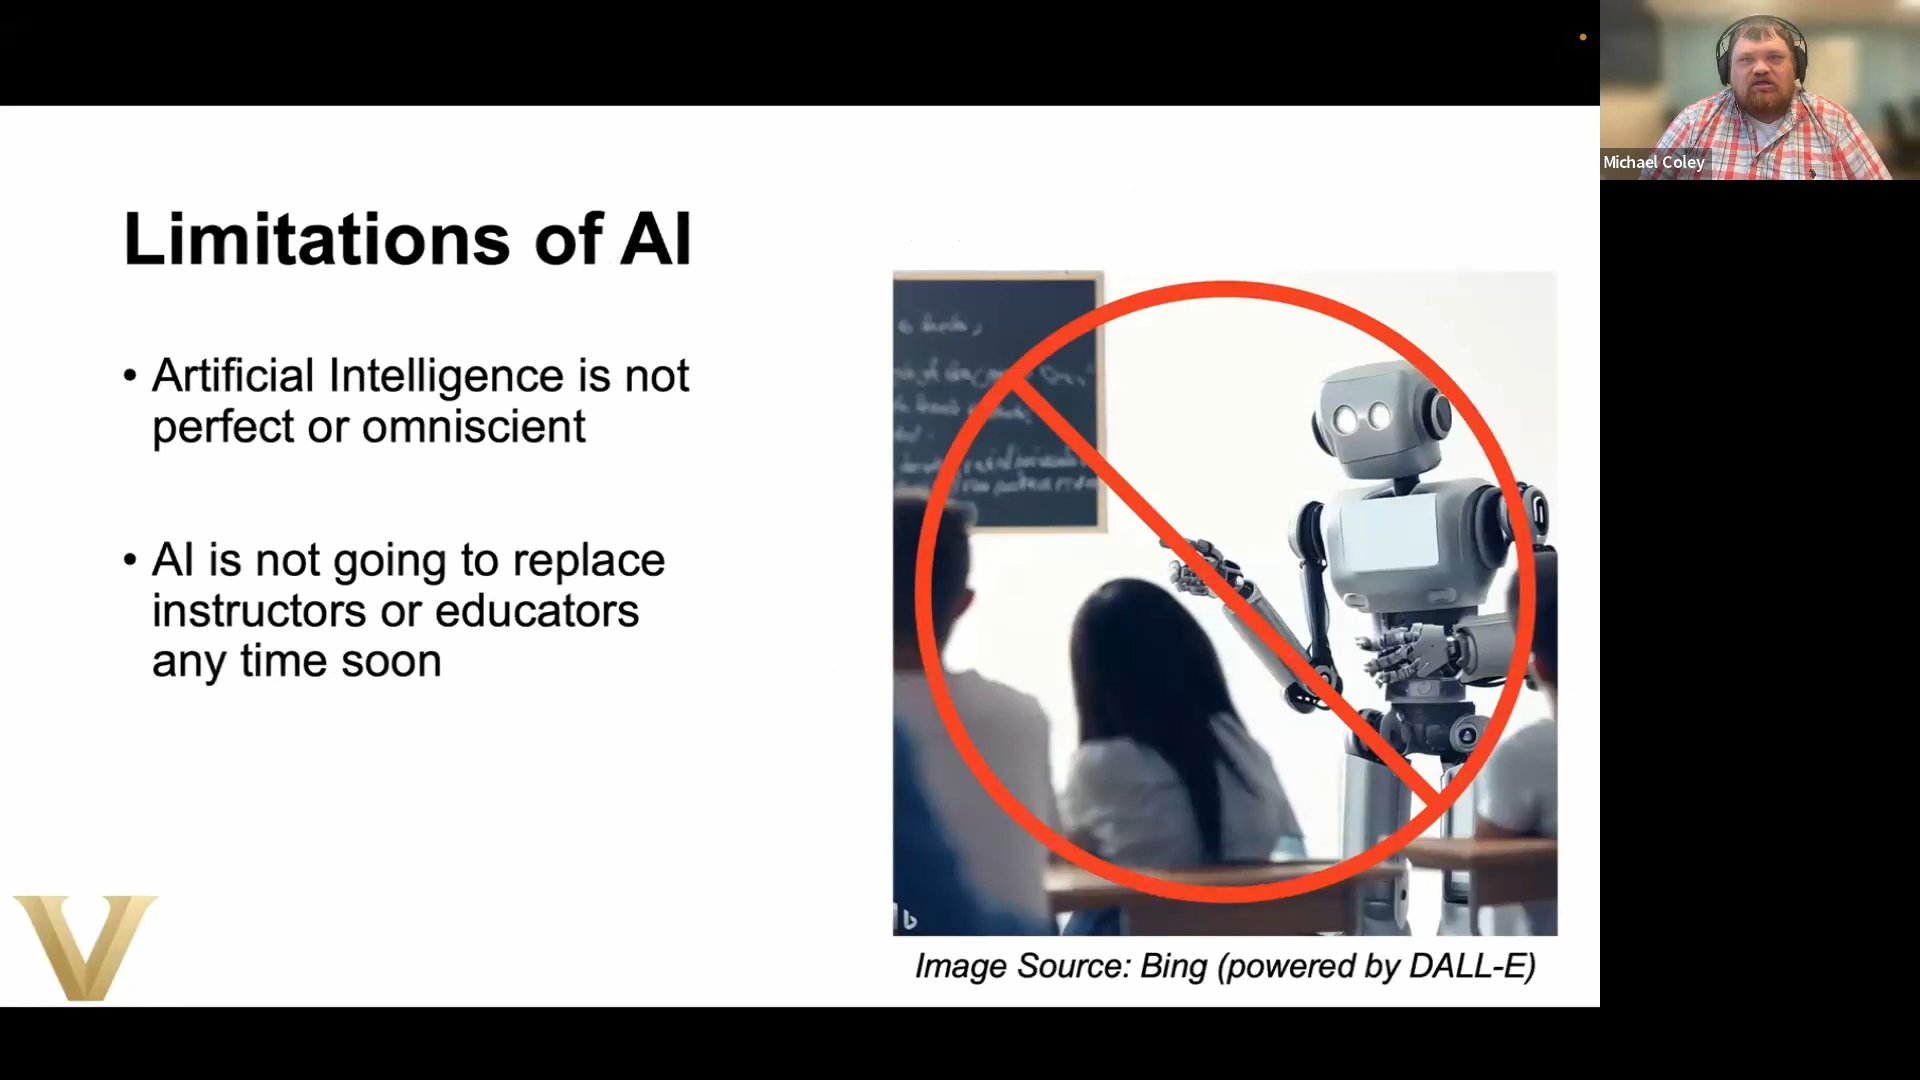 Michael Coley
Limitations of AI
• Artificial Intelligence is not
perfect or omniscient
• AI is not going to replace
instructors or educators
any time soon
V
b
Image Source: Bing (powered by DALL-E)